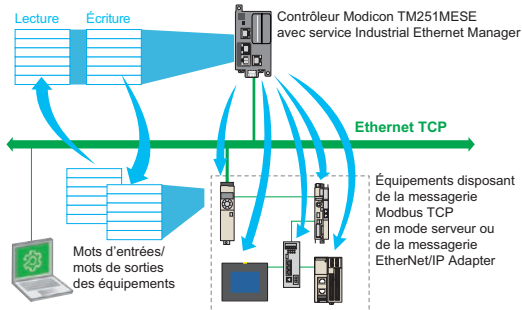 Lecture
Écriture
Contrôleur Modicon TM251MESE
avec service Industrial Ethernet Manager
Ethernet TCP
Équipements disposant
de la messagerie
Modbus TCP
en mode serveur ou
de la messagerie
EtherNet/IP Adapter
Mots d'entrées/
mots de sorties
des équipements